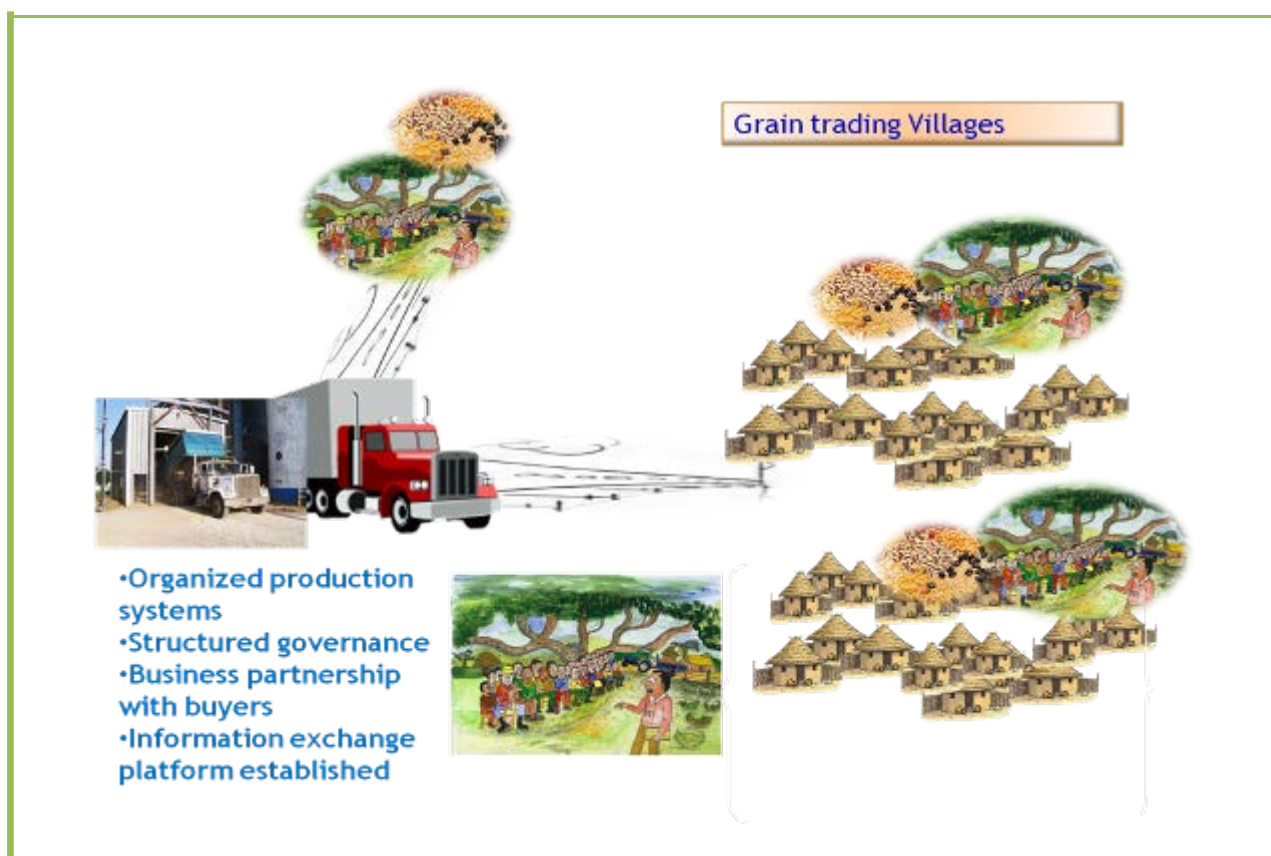 Grain trading Villages
•Organized production
systems
•Structured governance
•Business partnership
with buyers
•Information exchange
platform established